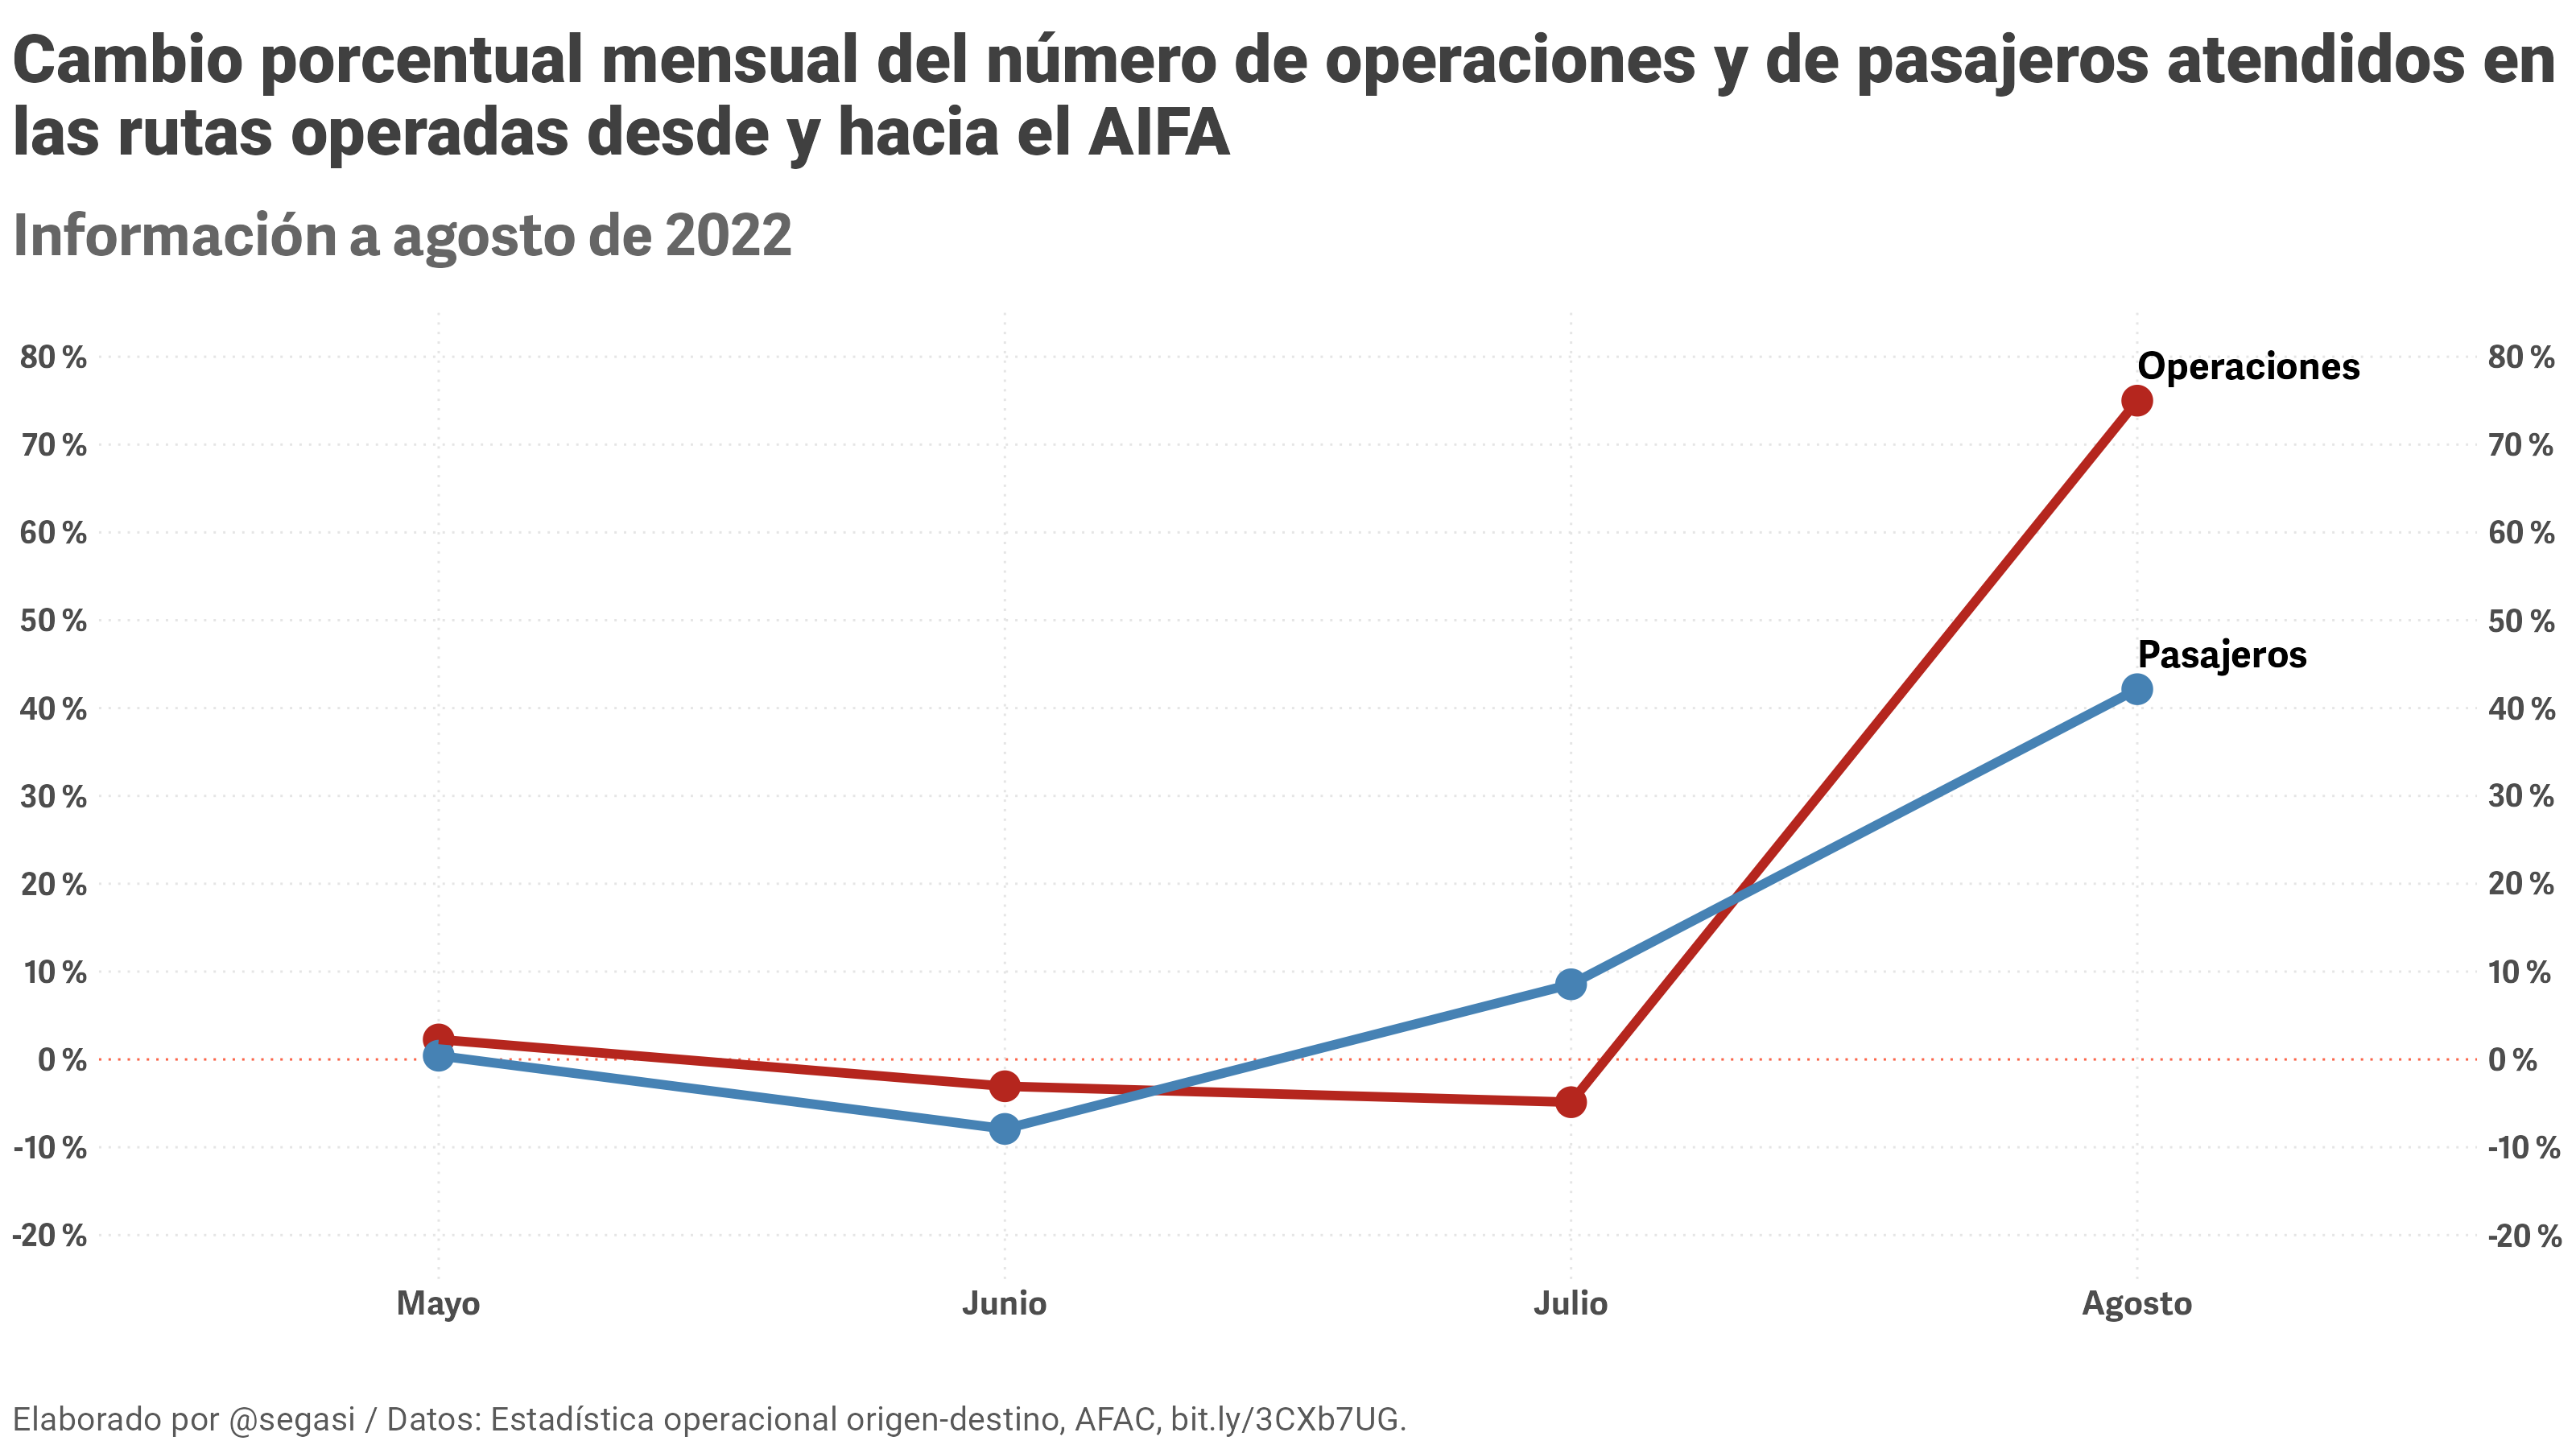 Cambio porcentual mensual del número de operaciones y de pasajeros atendidos en
las rutas operadas desde y hacia el AIFA
Información a agosto de 2022
80 %
80 %
Operaciones
70 %
70 %
60 %
60 %
50 %
50 %
Pasajeros
40 %
40 %
30 %
30 %
20 %
20 %
10 %
10 %
0 %
0 %
-10 %
-10 %
-20 %
-20 %
Mayo
Junio
Julio
Agosto
Elaborado por @segasi / Datos: Estadística operacional origen-destino, AFAC, bit.ly/3CXb7UG.